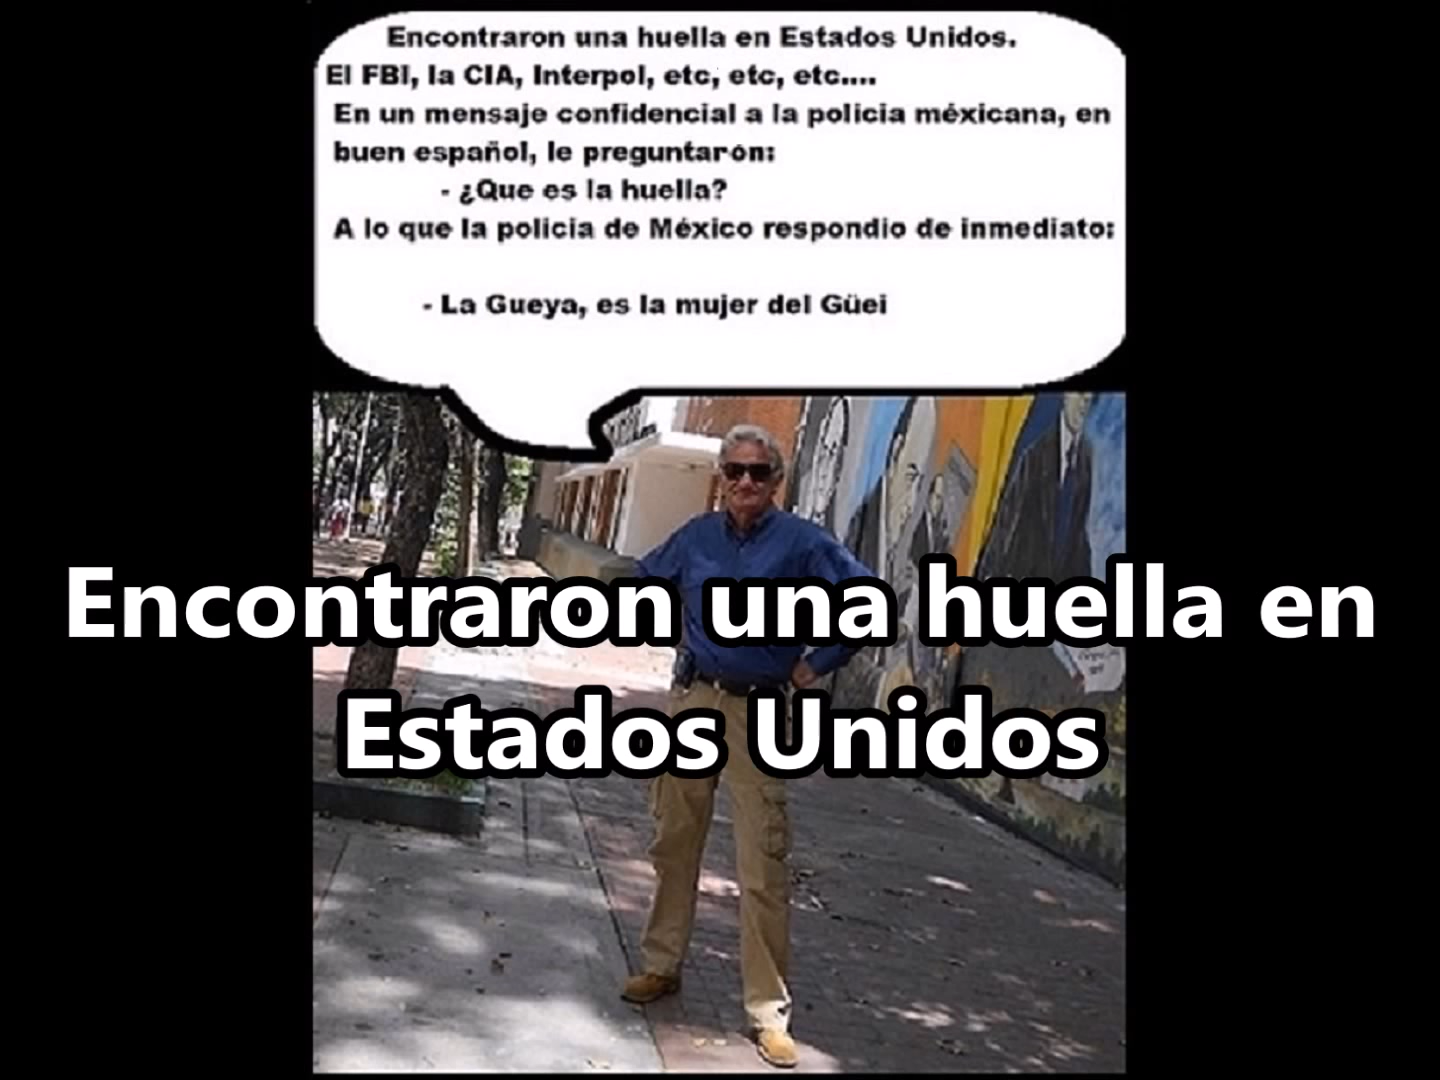 Encontraron una huella en Estados Unidos.
El FBI, la CIA, Interpol, etc, etc, etc....
En un mensaje confidencial a la policia méxicana, en
buen español, le preguntarón:
- ¿Que es la huella?
A lo que la policia de México respondio de inmediato:
- La Gueya, es la mujer del Güei
Encontraron una huella en
Estados Unidos